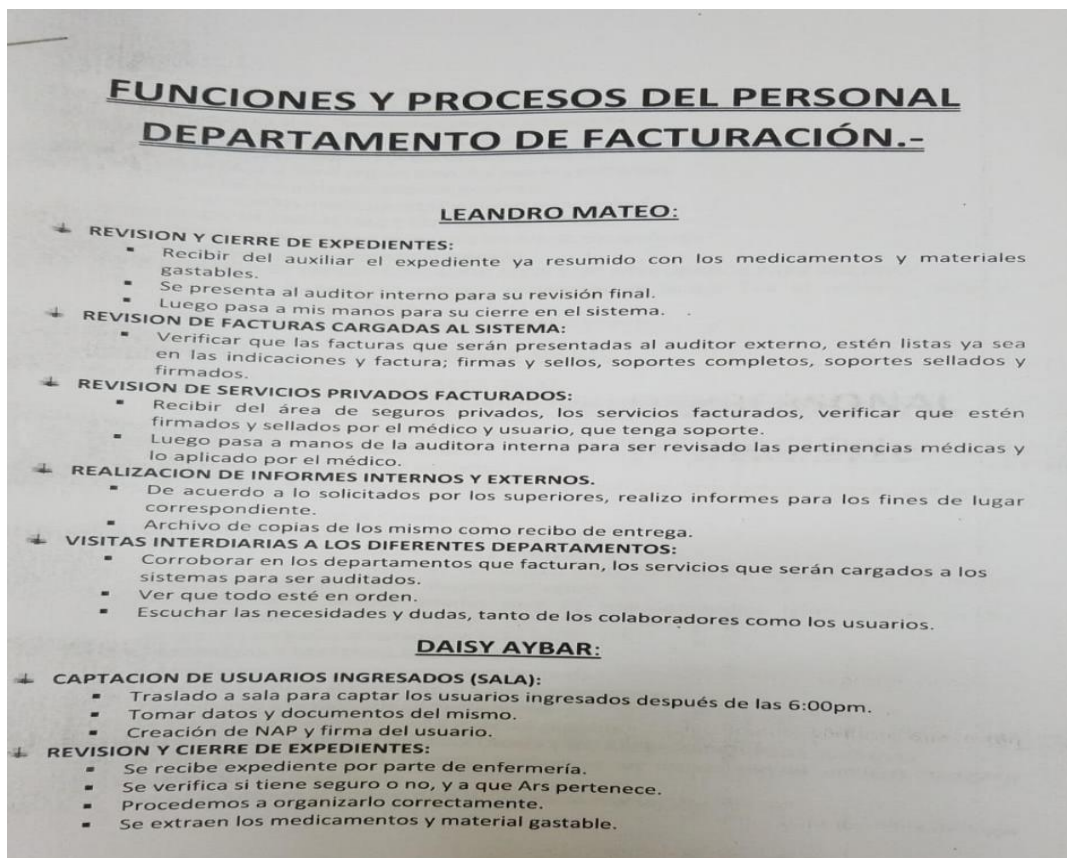 FUNCIONES Y PROCESOS DEL PERSONAL
DEPARTAMENTO DE FACTURACIÓN.-
LEANDRO MATEO:
REVISION Y CIERRE DE EXPEDIENTES:
▪ Recibir del auxiliar el expediente ya resumido con los medicamentos y materiales
gastables.
▪ Se presenta al auditor interno para su revisión final.
▪ Luego pasa a mis manos para su cierre en el sistema.
REVISION DE FACTURAS CARGADAS AL SISTEMA:
▪ Verificar que las facturas que serán presentadas al auditor externo, estén listas ya sea
en las indicaciones y factura; firmas y sellos, soportes completos, soportes sellados y
firmados.
REVISION DE SERVICIOS PRIVADOS FACTURADOS:
▪ Recibir del área de seguros privados, los servicios facturados, verificar que estén
firmados y sellados por el médico y usuario, que tenga soporte.
▪ Luego pasa a manos de la auditora interna para ser revisado las pertinencias médicas y
lo aplicado por el médico.
REALIZACION DE INFORMES INTERNOS Y EXTERNOS.
▪ De acuerdo a lo solicitados por los superiores, realizo informes para los fines de lugar
correspondiente.
▪ Archivo de copias de los mismo como recibo de entrega.
VISITAS INTERDIARIAS A LOS DIFERENTES DEPARTAMENTOS:
▪ Corroborar en los departamentos que facturan, los servicios que serán cargados a los
sistemas para ser auditados.
▪ Ver que todo esté en orden.
▪ Escuchar las necesidades y dudas, tanto de los colaboradores como los usuarios.
DAISY AYBAR:
CAPTACION DE USUARIOS INGRESADOS (SALA):
▪ Traslado a sala para captar los usuarios ingresados después de las 6:00pm.
▪ Tomar datos y documentos del mismo.
▪ Creación de NAP y firma del usuario.
REVISION Y CIERRE DE EXPEDIENTES:
▪ Se recibe expediente por parte de enfermería.
▪ Se verifica si tiene seguro o no, y a que Ars pertenece.
▪ Procedemos a organizarlo correctamente.
▪ Se extraen los medicamentos y material gastable.